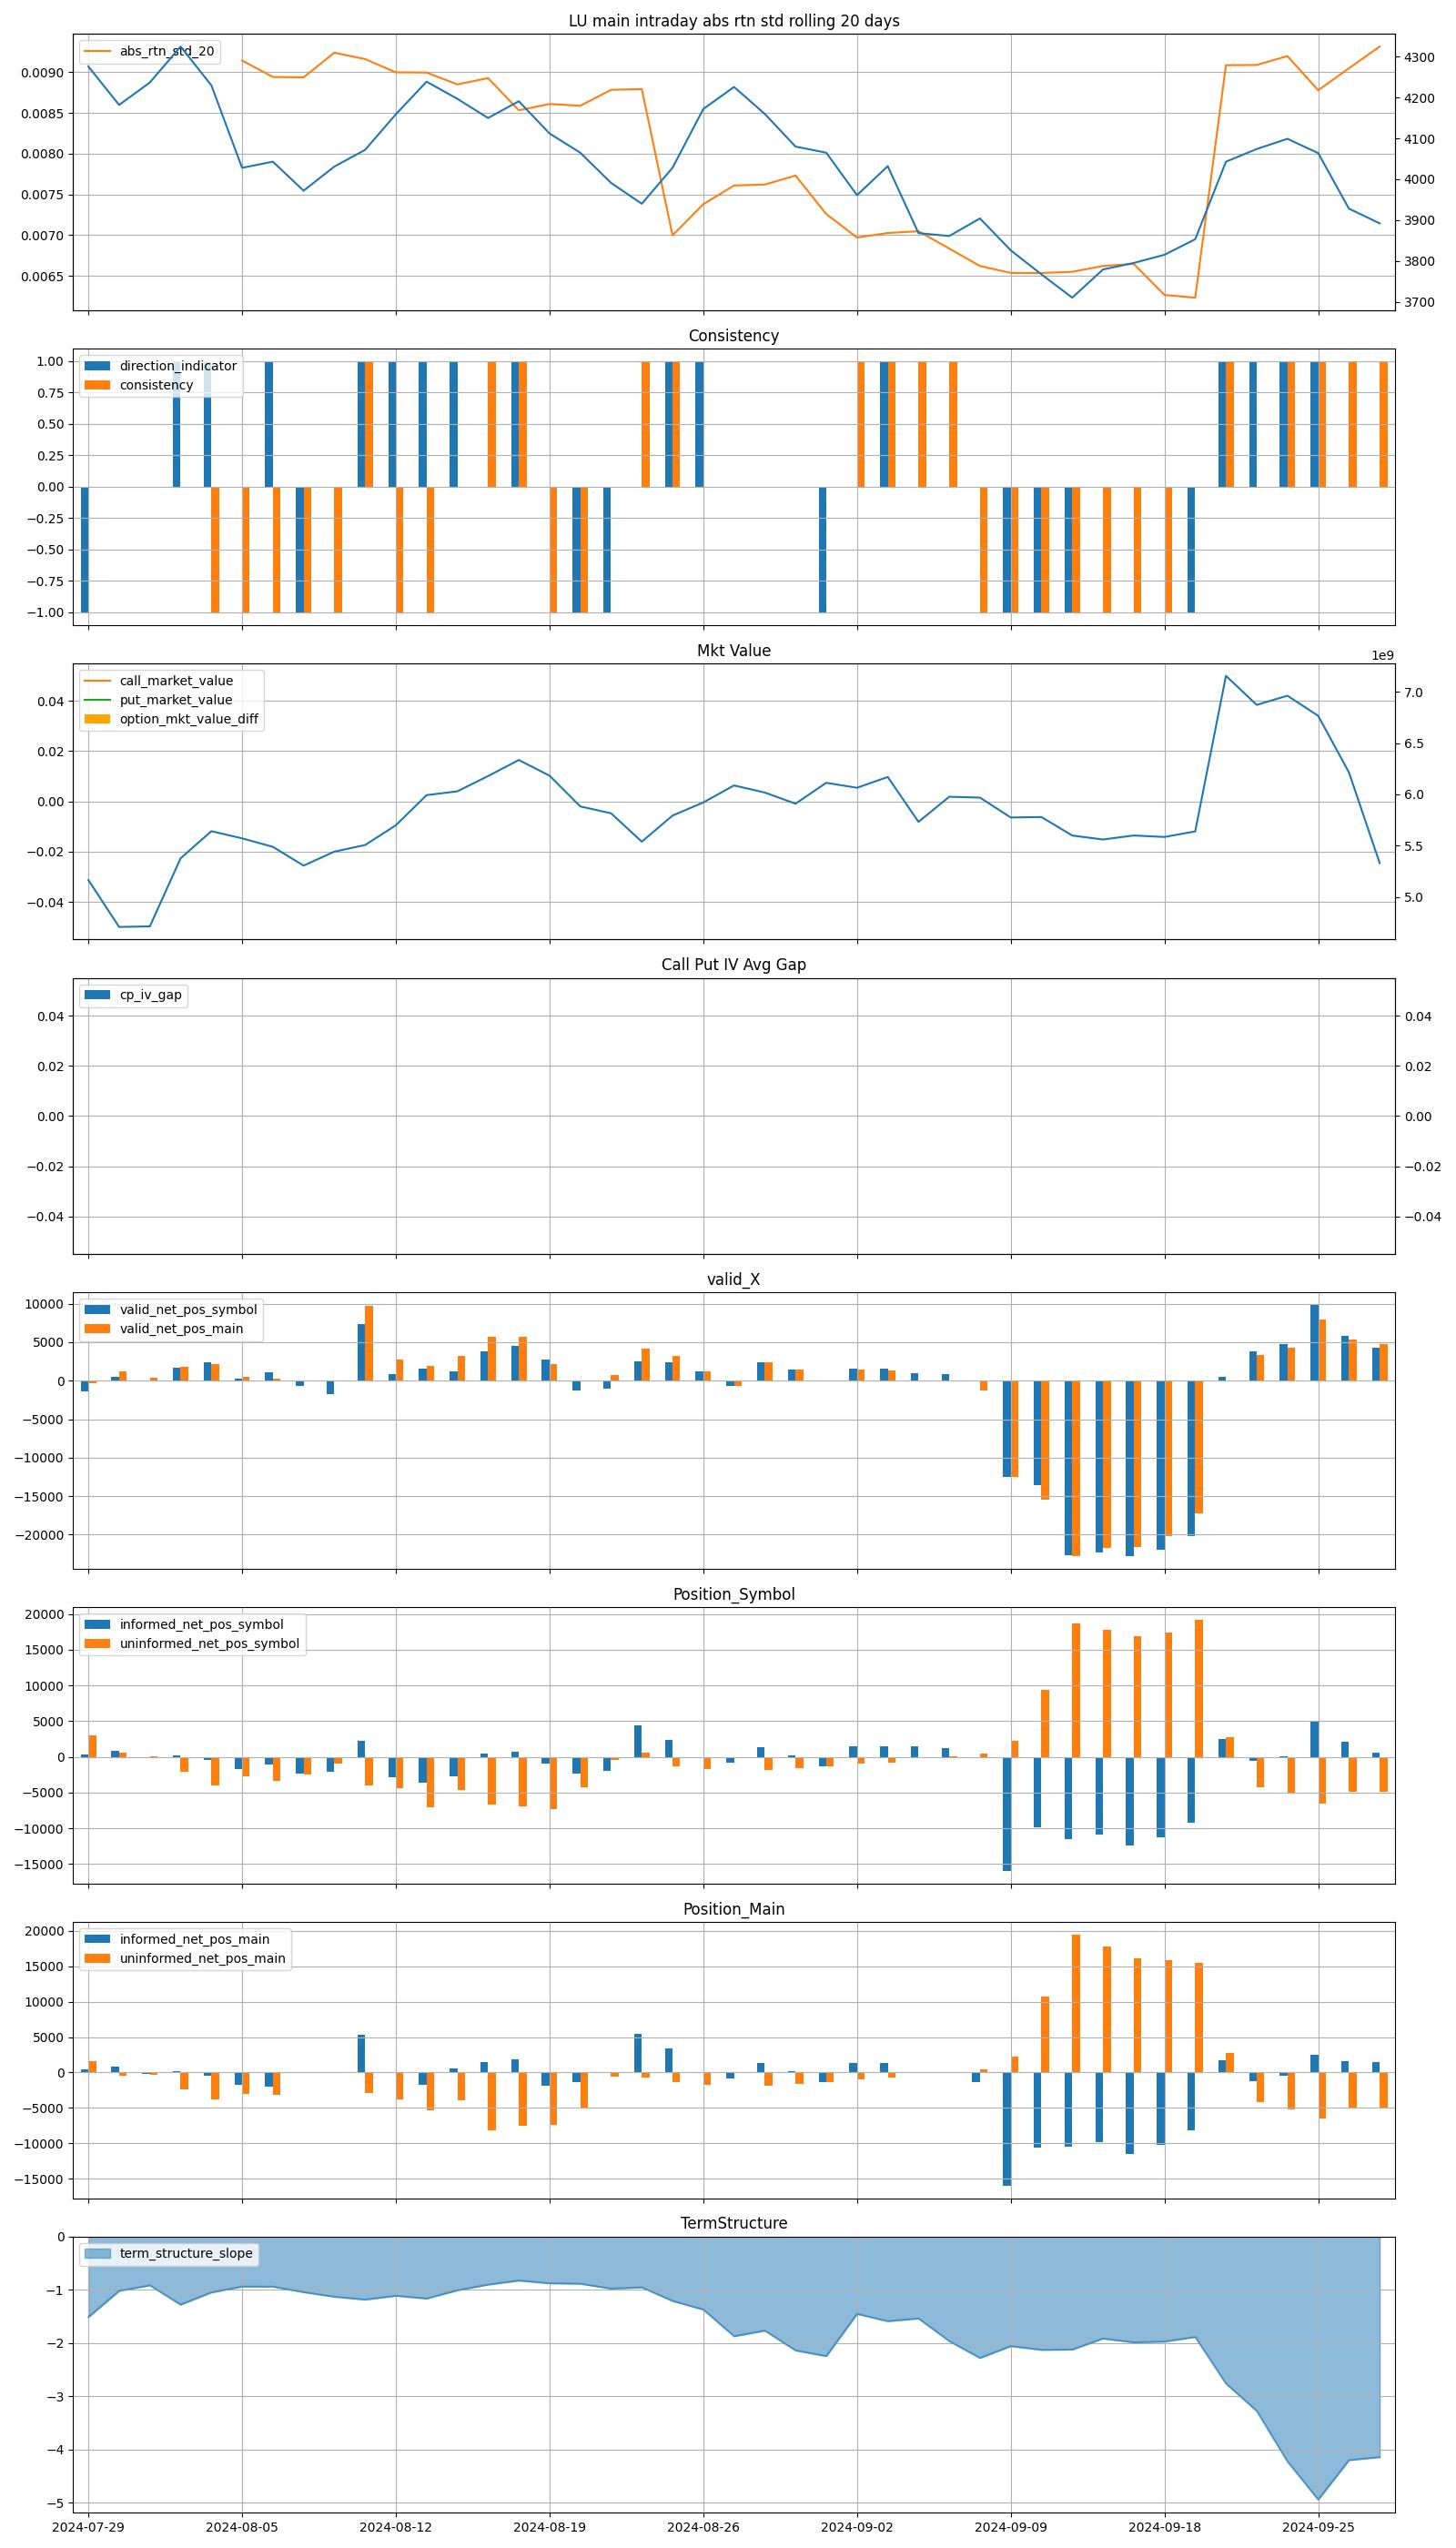 LU main intraday abs rtn std rolling 20 days
abs_rtn_std_20
0.0090
0.0085
0.0080
0.0075
0.0070
0.0065
4300
4200
4100
4000
3900
3800
3700
Consistency
direction_indicator
consistency
1.00
0.75
0.50
0.25
0.00
−0.25
−0.50
−0.75
−1.00
Mkt Value
1e9
call_market_value
put_market_value
option_mkt_value_diff
0.04
0.02
0.00
−0.02
−0.04
7.0
6.5
6.0
5.5
5.0
Call Put IV Avg Gap
cp_iv_gap
0.04
0.02
0.00
−0.02
−0.04
0.04
0.02
0.00
−0.02
−0.04
valid_X
valid_net_pos_symbol
valid_net_pos_main
10000
5000
0
−5000
−10000
−15000
−20000
Position_Symbol
informed_net_pos_symbol
uninformed_net_pos_symbol
20000
15000
10000
5000
0
−5000
−10000
−15000
Position_Main
informed_net_pos_main
uninformed_net_pos_main
20000
15000
10000
5000
0
−5000
−10000
−15000
TermStructure
term_structure_slope
0
−1
−2
−3
−4
−5
2024-07-29 2024-08-05 2024-08-12 2024-08-19 2024-08-26 2024-09-02 2024-09-09 2024-09-18 2024-09-25